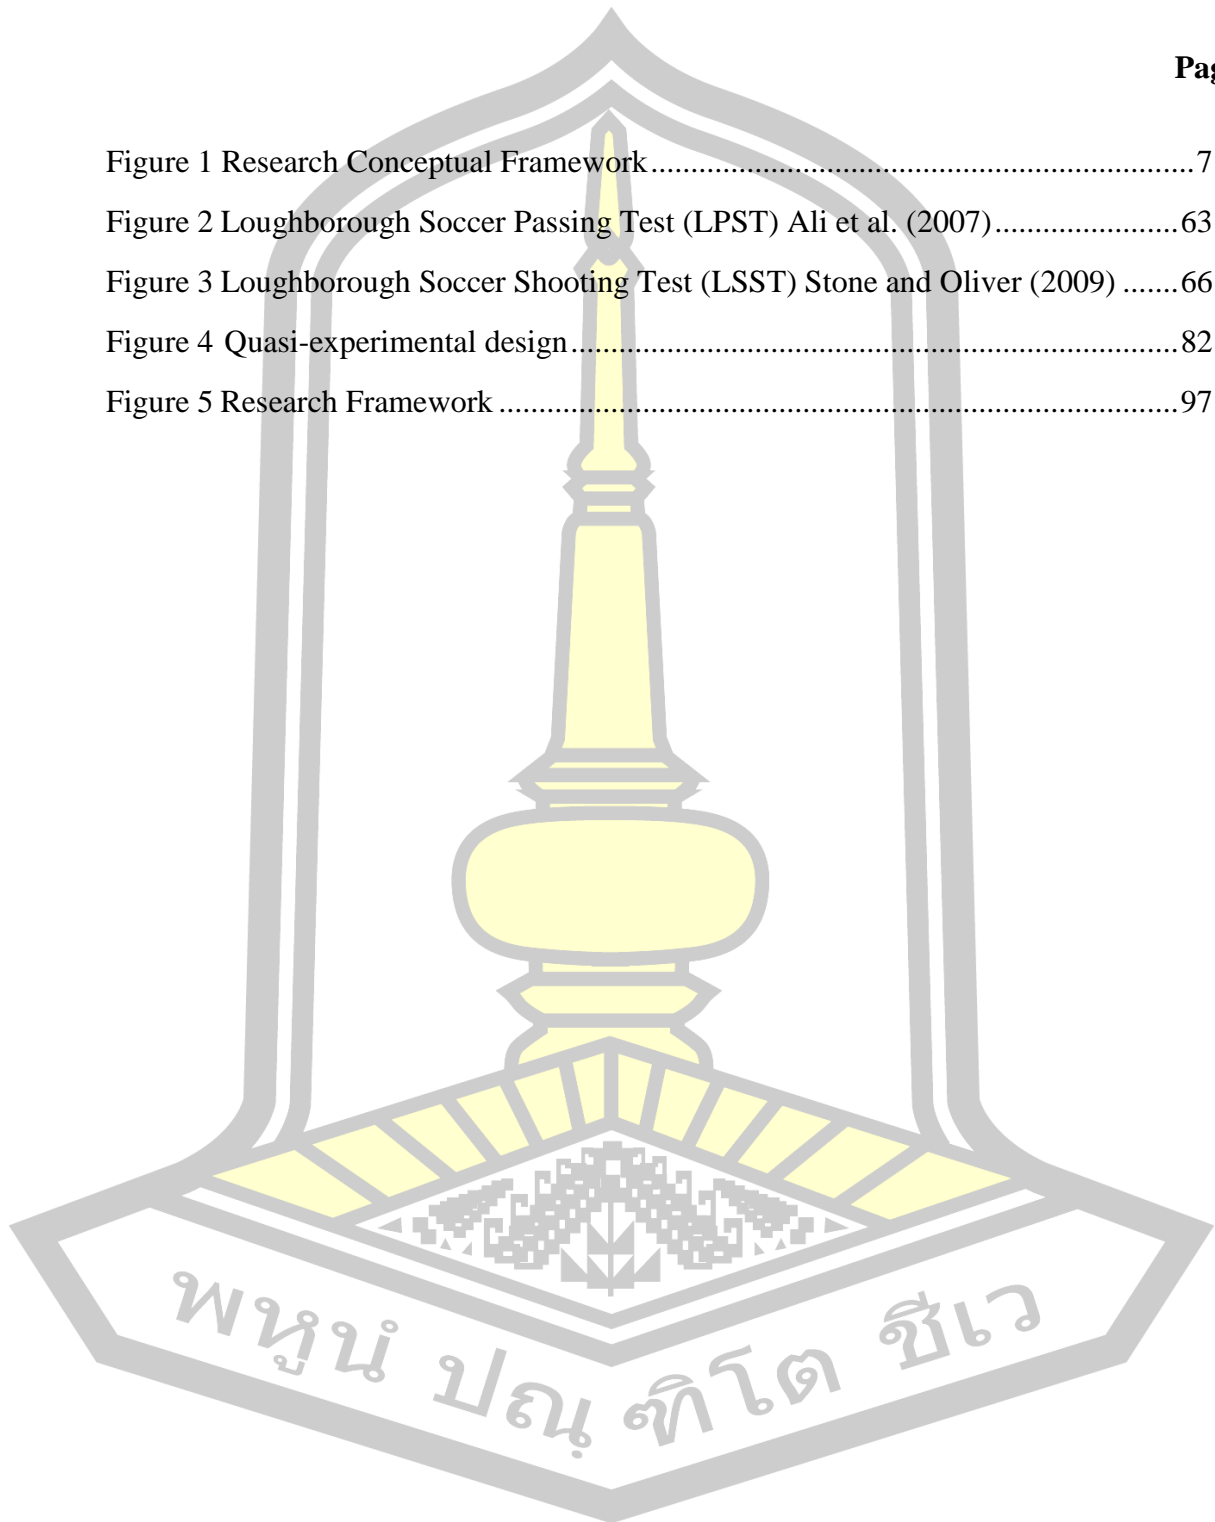 Pag
Figure 1 Research Conceptual Framework....................................................................7
Figure 2 Loughborough Soccer Passing Test (LPST) Ali et al. (2007).......................63
Figure 3 Loughborough Soccer Shooting Test (LSST) Stone and Oliver (2009) .......66
Figure 4 Quasi-experimental design............................................................................82
Figure 5 Research Framework.....................................................................................97
พหูนํ ปณฺฑิโต ชีเว